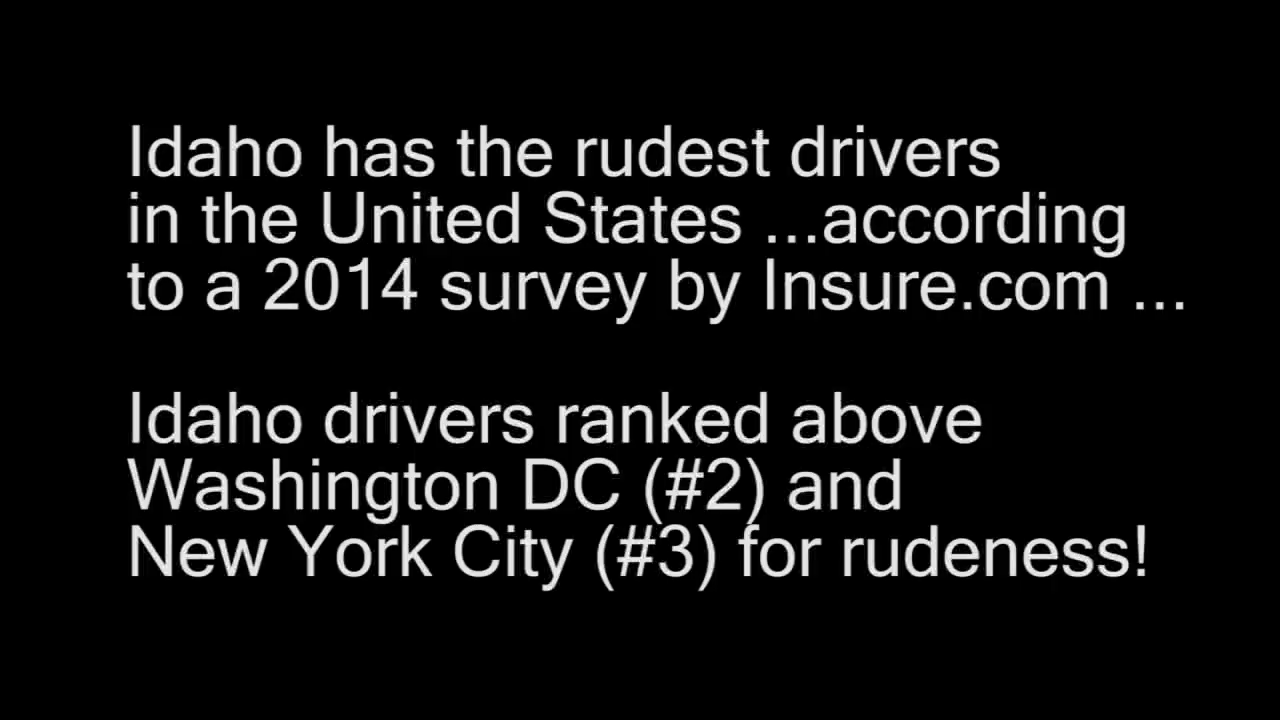 Idaho has the rudest drivers
in the United States ...according
to a 2014 survey by Insure.com ...
Idaho drivers ranked above
Washington DC (#2) and
New York City (#3) for rudeness!